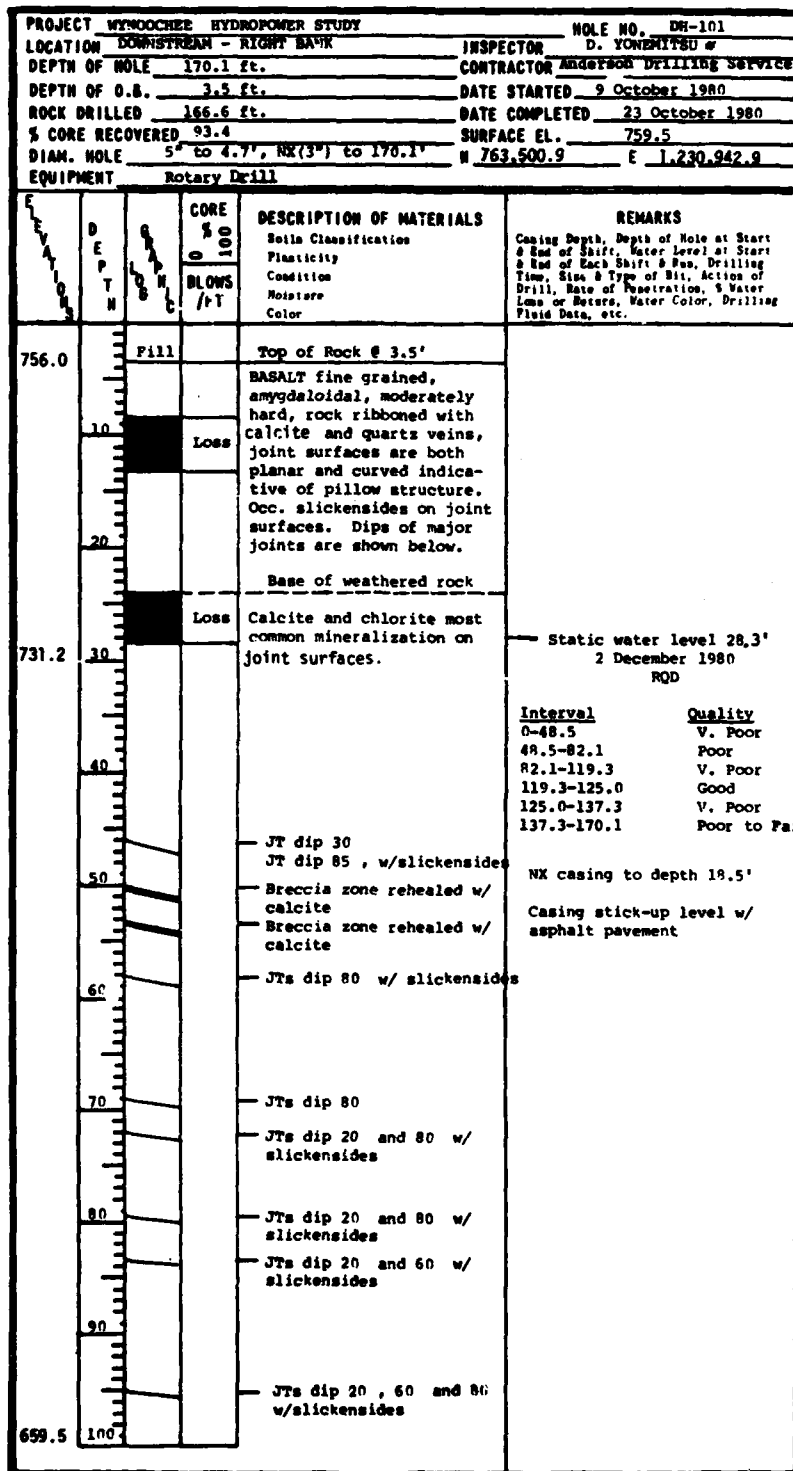 PROJECT WYNOOCHEE HYDROPOWER STUDY HOLE NO. DH-101
LOCATION DOWNSTREAM - RIGHT BANK INSPECTOR D. YONEMITSU
DEPTH OF HOLE 170.1 ft. CONTRACTOR Anderson Drilling Service
DEPTH OF O.B. 3.5 ft. DATE STARTED 9 October 1980
ROCK DRILLED 166.6 ft. DATE COMPLETED 23 October 1980
% CORE RECOVERED 93.4 SURFACE EL. 759.5
DIAM. HOLE 5" to 4.7', NX(3") to 170.1' N 763,500.9 E 1,230,942.9
EQUIPMENT Rotary Drill
ELEVATIONS
DEPTH
GRAPHIC LOG
CORE
%
0 100
BLOWS
/FT
DESCRIPTION OF MATERIALS
Soils Classification
Plasticity
Condition
Moisture
Color
REMARKS
Casing Depth, Depth of Hole at Start
& End of Shift, Water Level at Start
& End of Each Shift & Run, Drilling
Time, Size & Type of Bit, Action of
Drill, Rate of Penetration, % Water
Loss or Return, Water Color, Drilling
Fluid Data, etc.
756.0 Fill Top of Rock @ 3.5'
BASALT fine grained,
amygdaloidal, moderately
hard, rock ribboned with
10 Loss calcite and quartz veins,
joint surfaces are both
planar and curved indica-
tive of pillow structure.
Occ. slickensides on joint
surfaces. Dips of major
20 joints are shown below.
Base of weathered rock
Loss Calcite and chlorite most
common mineralization on
731.2 30 joint surfaces.
Static water level 28.3'
2 December 1980
RQD
Interval Quality
0-48.5 V. Poor
48.5-82.1 Poor
82.1-119.3 V. Poor
119.3-125.0 Good
125.0-137.3 V. Poor
137.3-170.1 Poor to Fa
40
JT dip 30
JT dip 85 , w/slickensides
50 Breccia zone rehealed w/
calcite
Breccia zone rehealed w/
calcite
NX casing to depth 18.5'
Casing stick-up level w/
asphalt pavement
JTs dip 80 w/ slickensides
60
70 JTs dip 80
JTs dip 20 and 80 w/
slickensides
80 JTs dip 20 and 80 w/
slickensides
JTs dip 20 and 60 w/
slickensides
90
JTs dip 20 , 60 and 80
w/slickensides
659.5 100